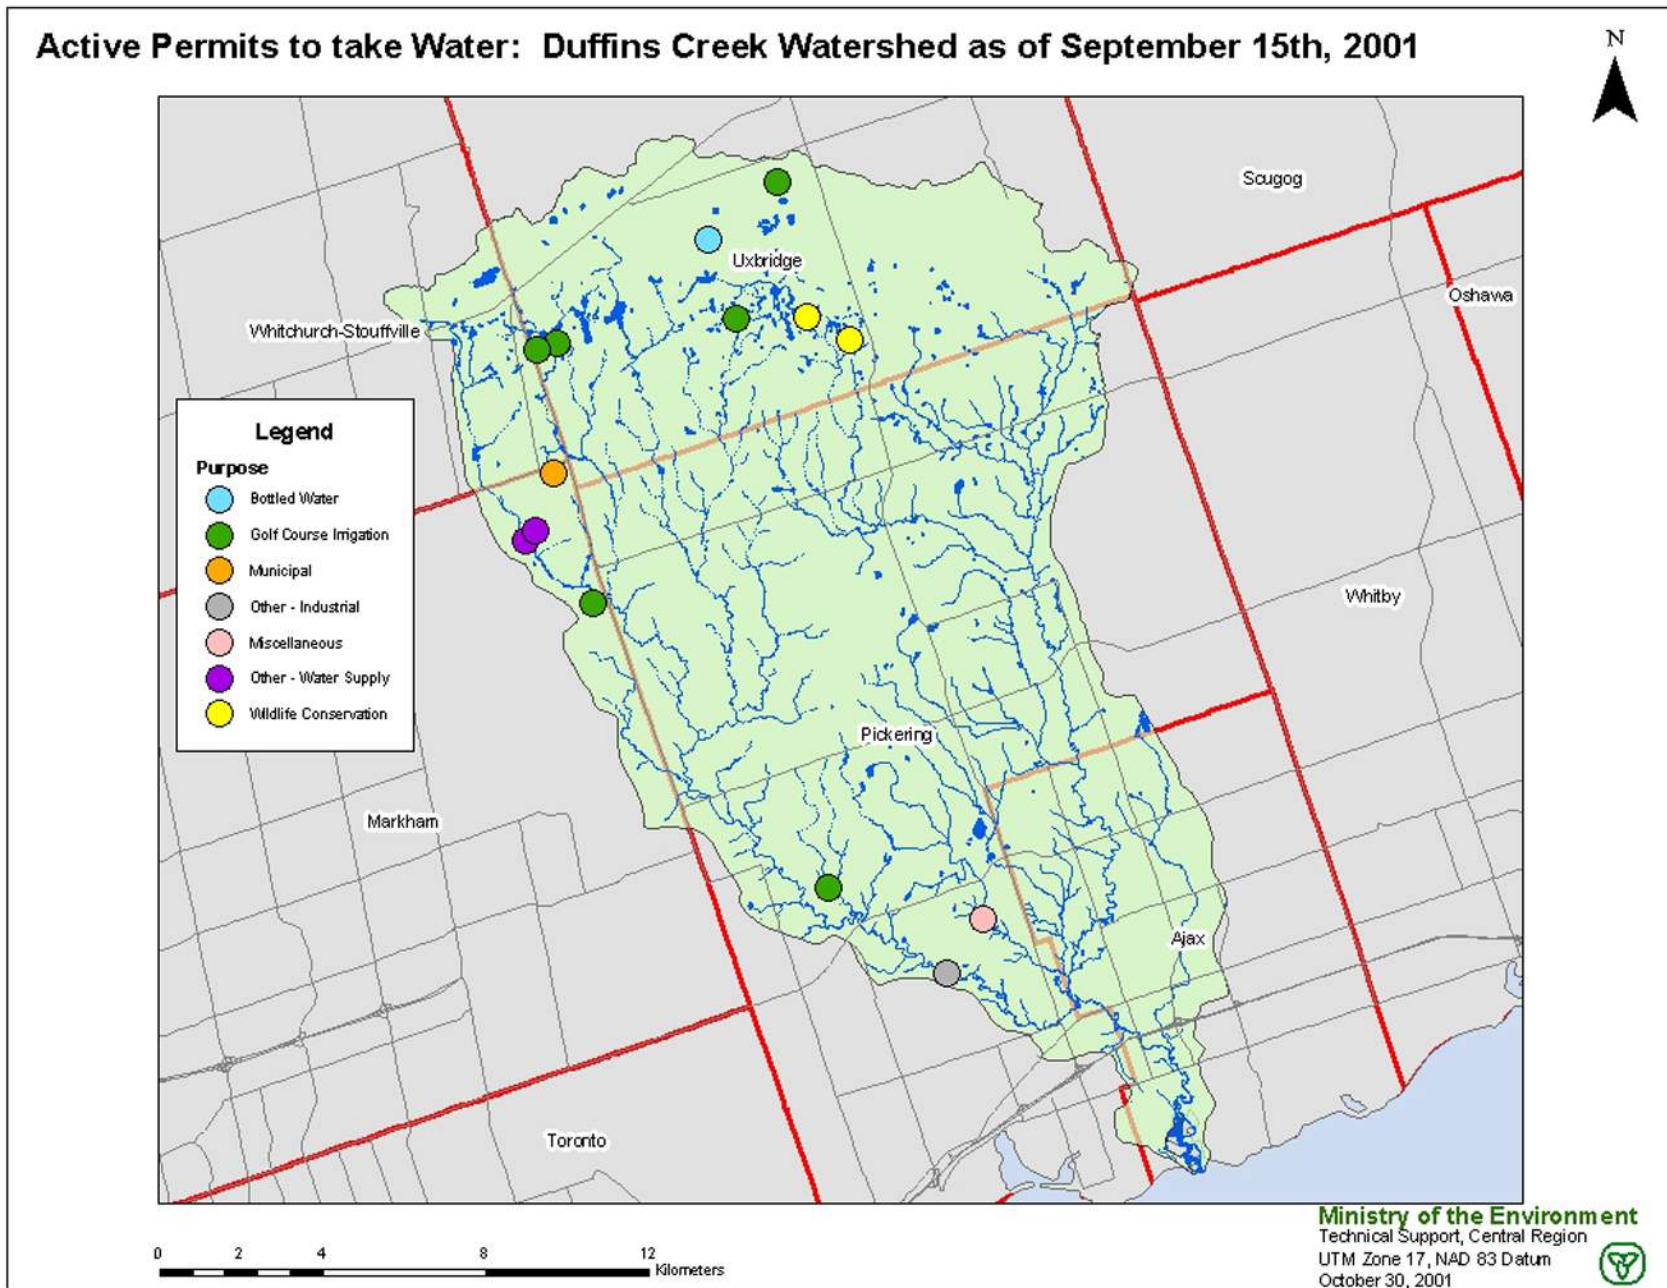 Active Permits to take Water: Duffins Creek Watershed as of September 15th, 2001
N
Scugog
Uxbridge
Oshawa
Whitchurch-Stouffville
Legend
Purpose
Bottled Water
Golf Course Irrigation
Municipal
Other - Industrial
Miscellaneous
Other - Water Supply
Wildlife Conservation
Whitby
Pickering
Markham
Ajax
Toronto
0 2 4 8 12
Kilometers
Ministry of the Environment
Technical Support, Central Region
UTM Zone 17, NAD 83 Datum
October 30, 2001